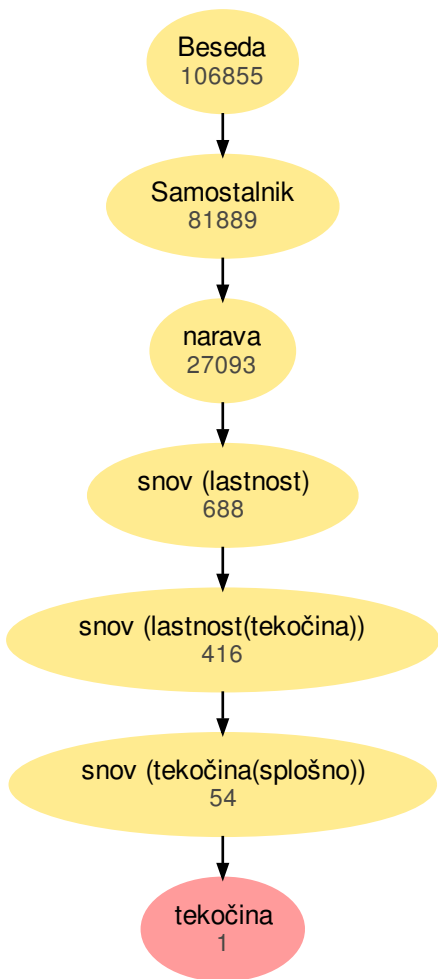 Beseda
106855
Samostalnik
81889
narava
27093
snov (lastnost)
688
snov (lastnost(tekočina))
416
snov (tekočina(splošno))
54
tekočina
1